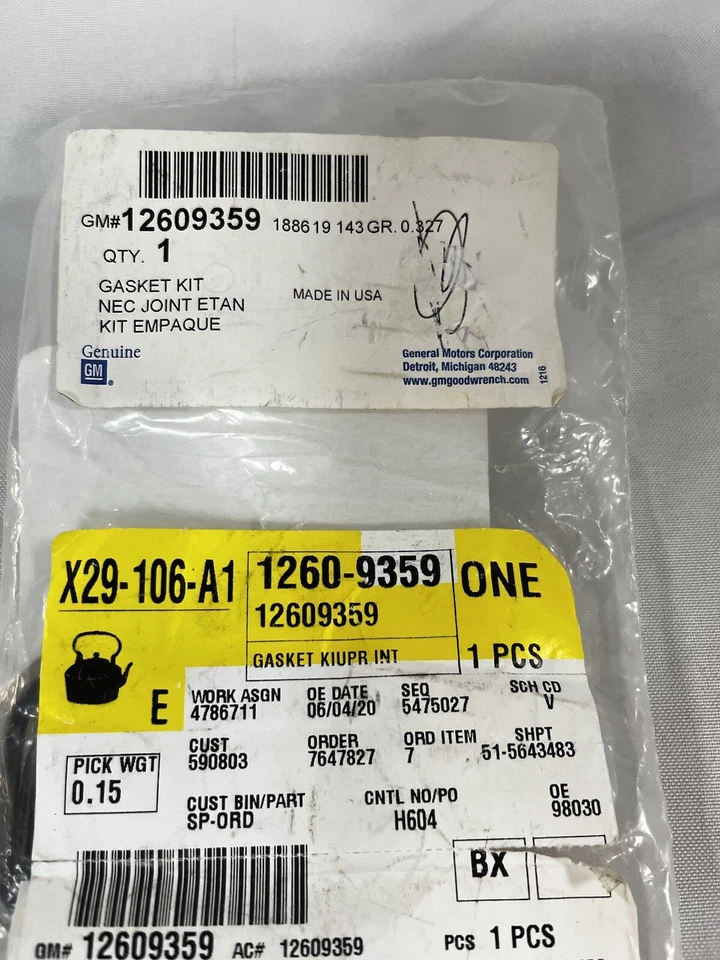 GM#12609359 188619 143 GR. 0.327
QTY. 1
GASKET KIT
NEC JOINT ETAN
KIT EMPAQUE
MADE IN USA
Genuine
GM
General Motors Corporation
Detroit, Michigan 48243
www.gmgoodwrench.com
1216
X29-106-A1
1260-9359
ONE
12609359
GASKET KIUPR INT
1 PCS
E
WORK ASGN OE DATE SEQ SCH CD
4786711 06/04/20 5475027 V
CUST ORDER ORD ITEM SHPT
590803 7647827 7 51-5643483
PICK WGT
0.15
CUST BIN/PART CNTL NO/PO OE
SP-ORD H604 98030
BX
GM# 12609359 AC# 12609359 PCS 1 PCS